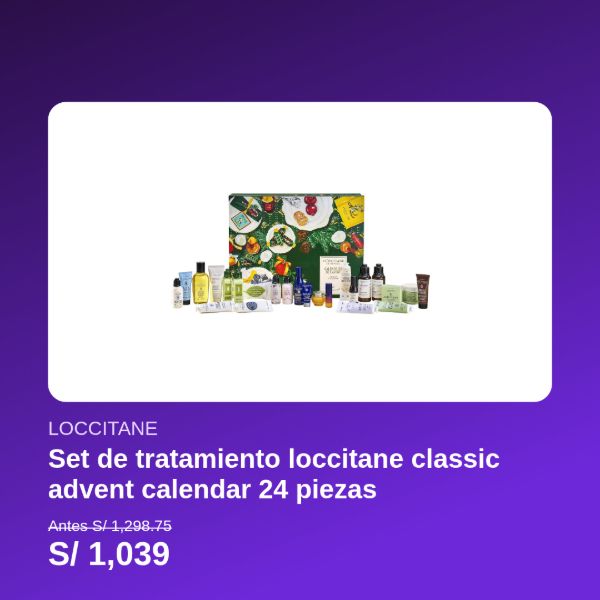 LOCCITANE
Set de tratamiento loccitane classic
advent calendar 24 piezas
Antes S/ 1,298.75
S/ 1,039